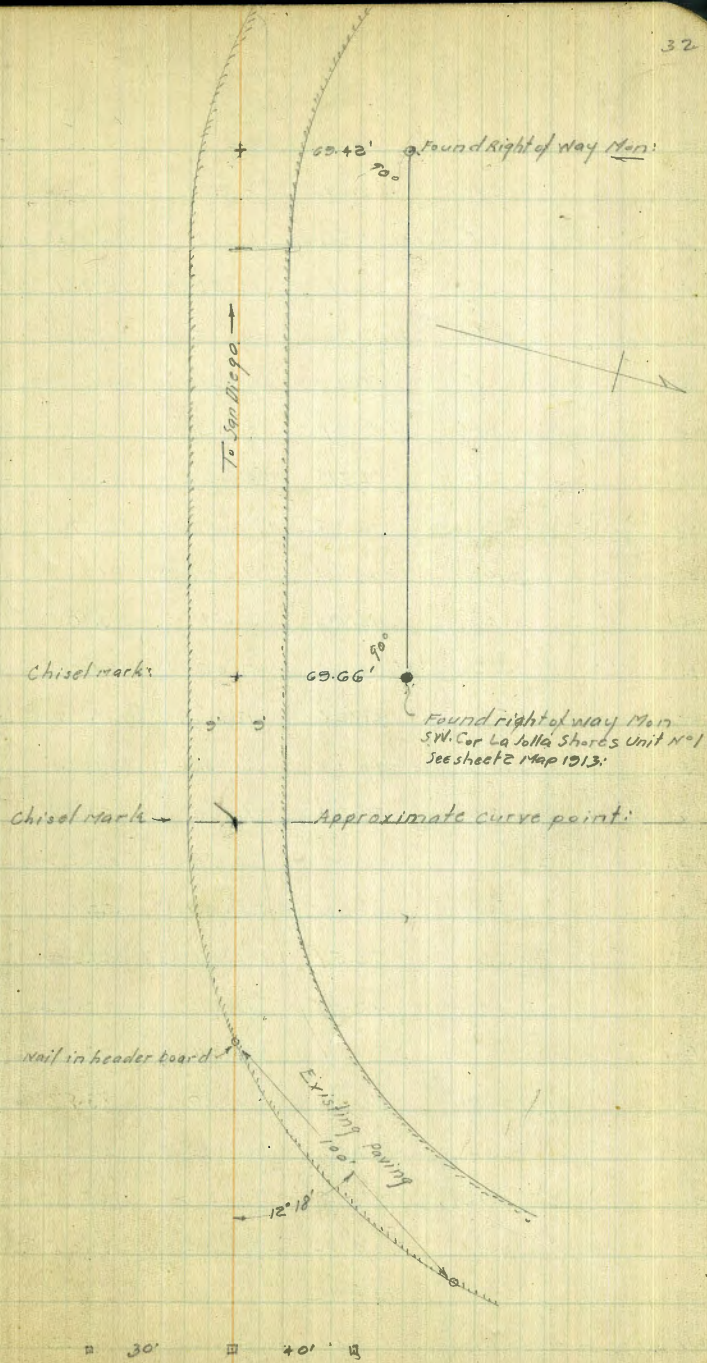 32
69.42' Found Right of Way Mon:
90°
To San Diego.
90°
Chisel mark: 69.66'
9' 9'
Found right of way Mon
S.W. Cor La Jolla Shores Unit No 1
See sheet 2 Map 1913:
Chisel Mark Approximate curve point:
Nail in header board
Existing Paving
100'
12°18'
30' 40'